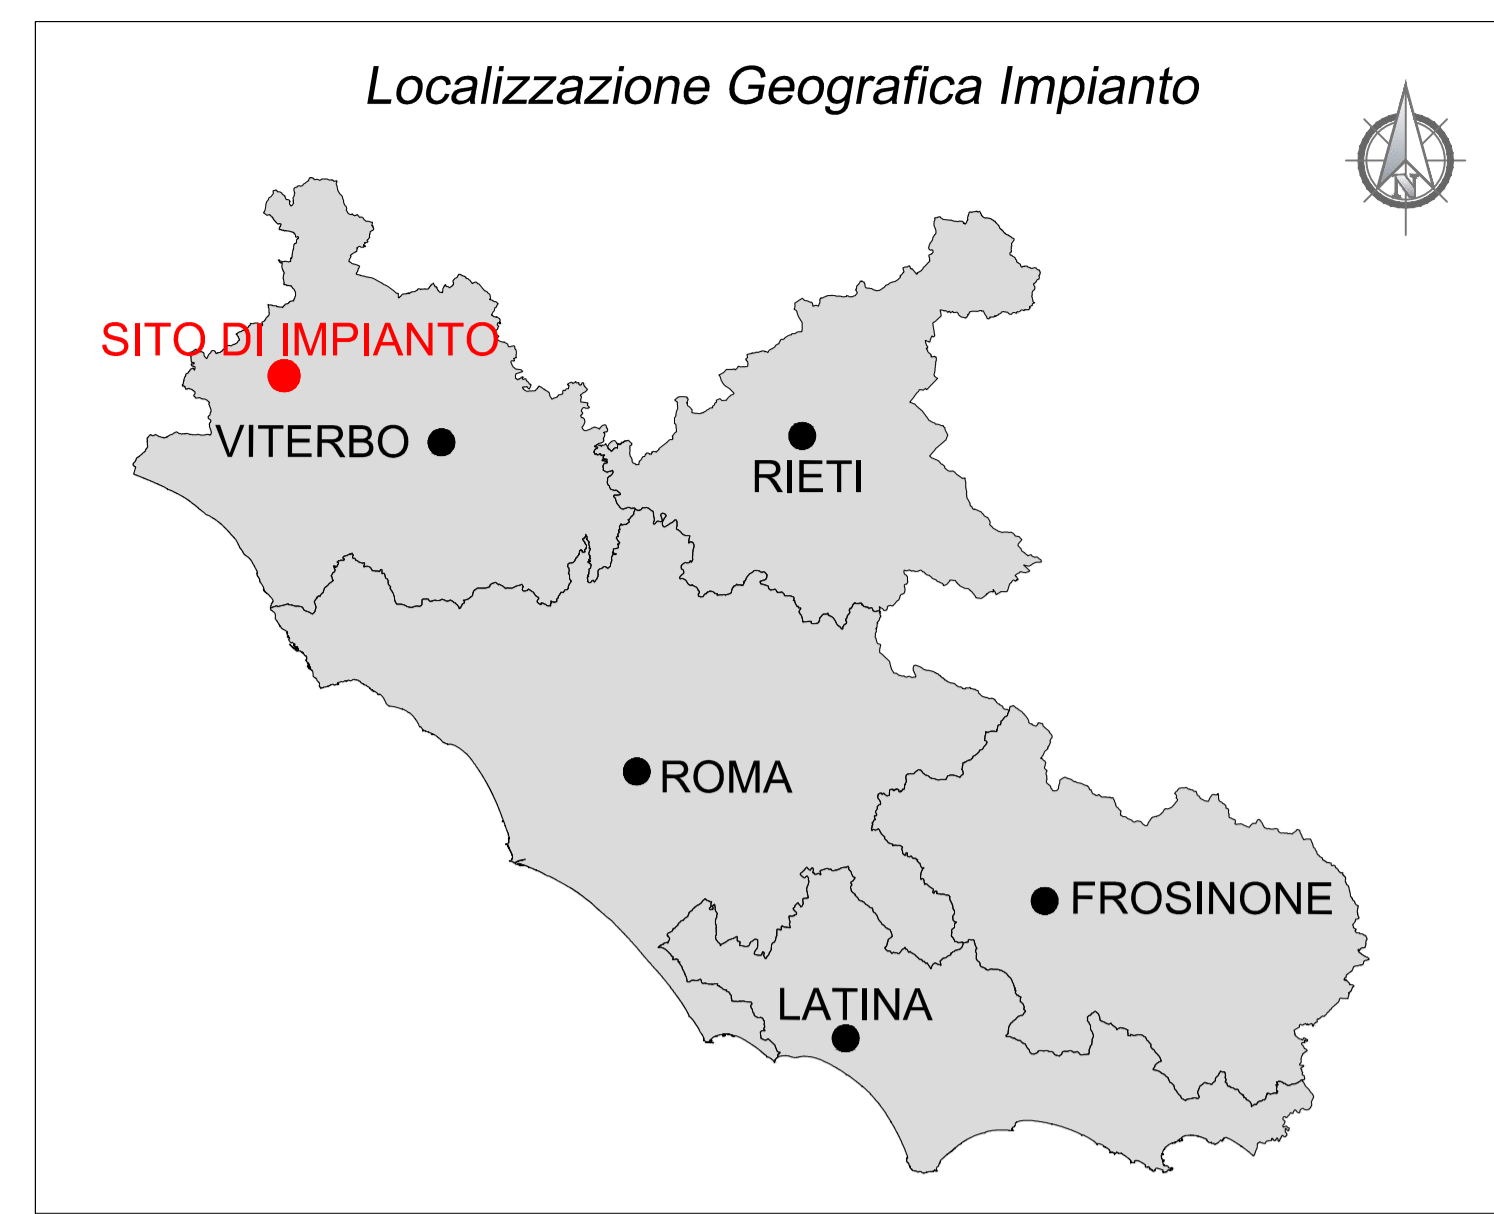 Localizzazione Geografica Impianto
N
SITO DI IMPIANTO
VITERBO
RIETI
ROMA
FROSINONE
LATINA